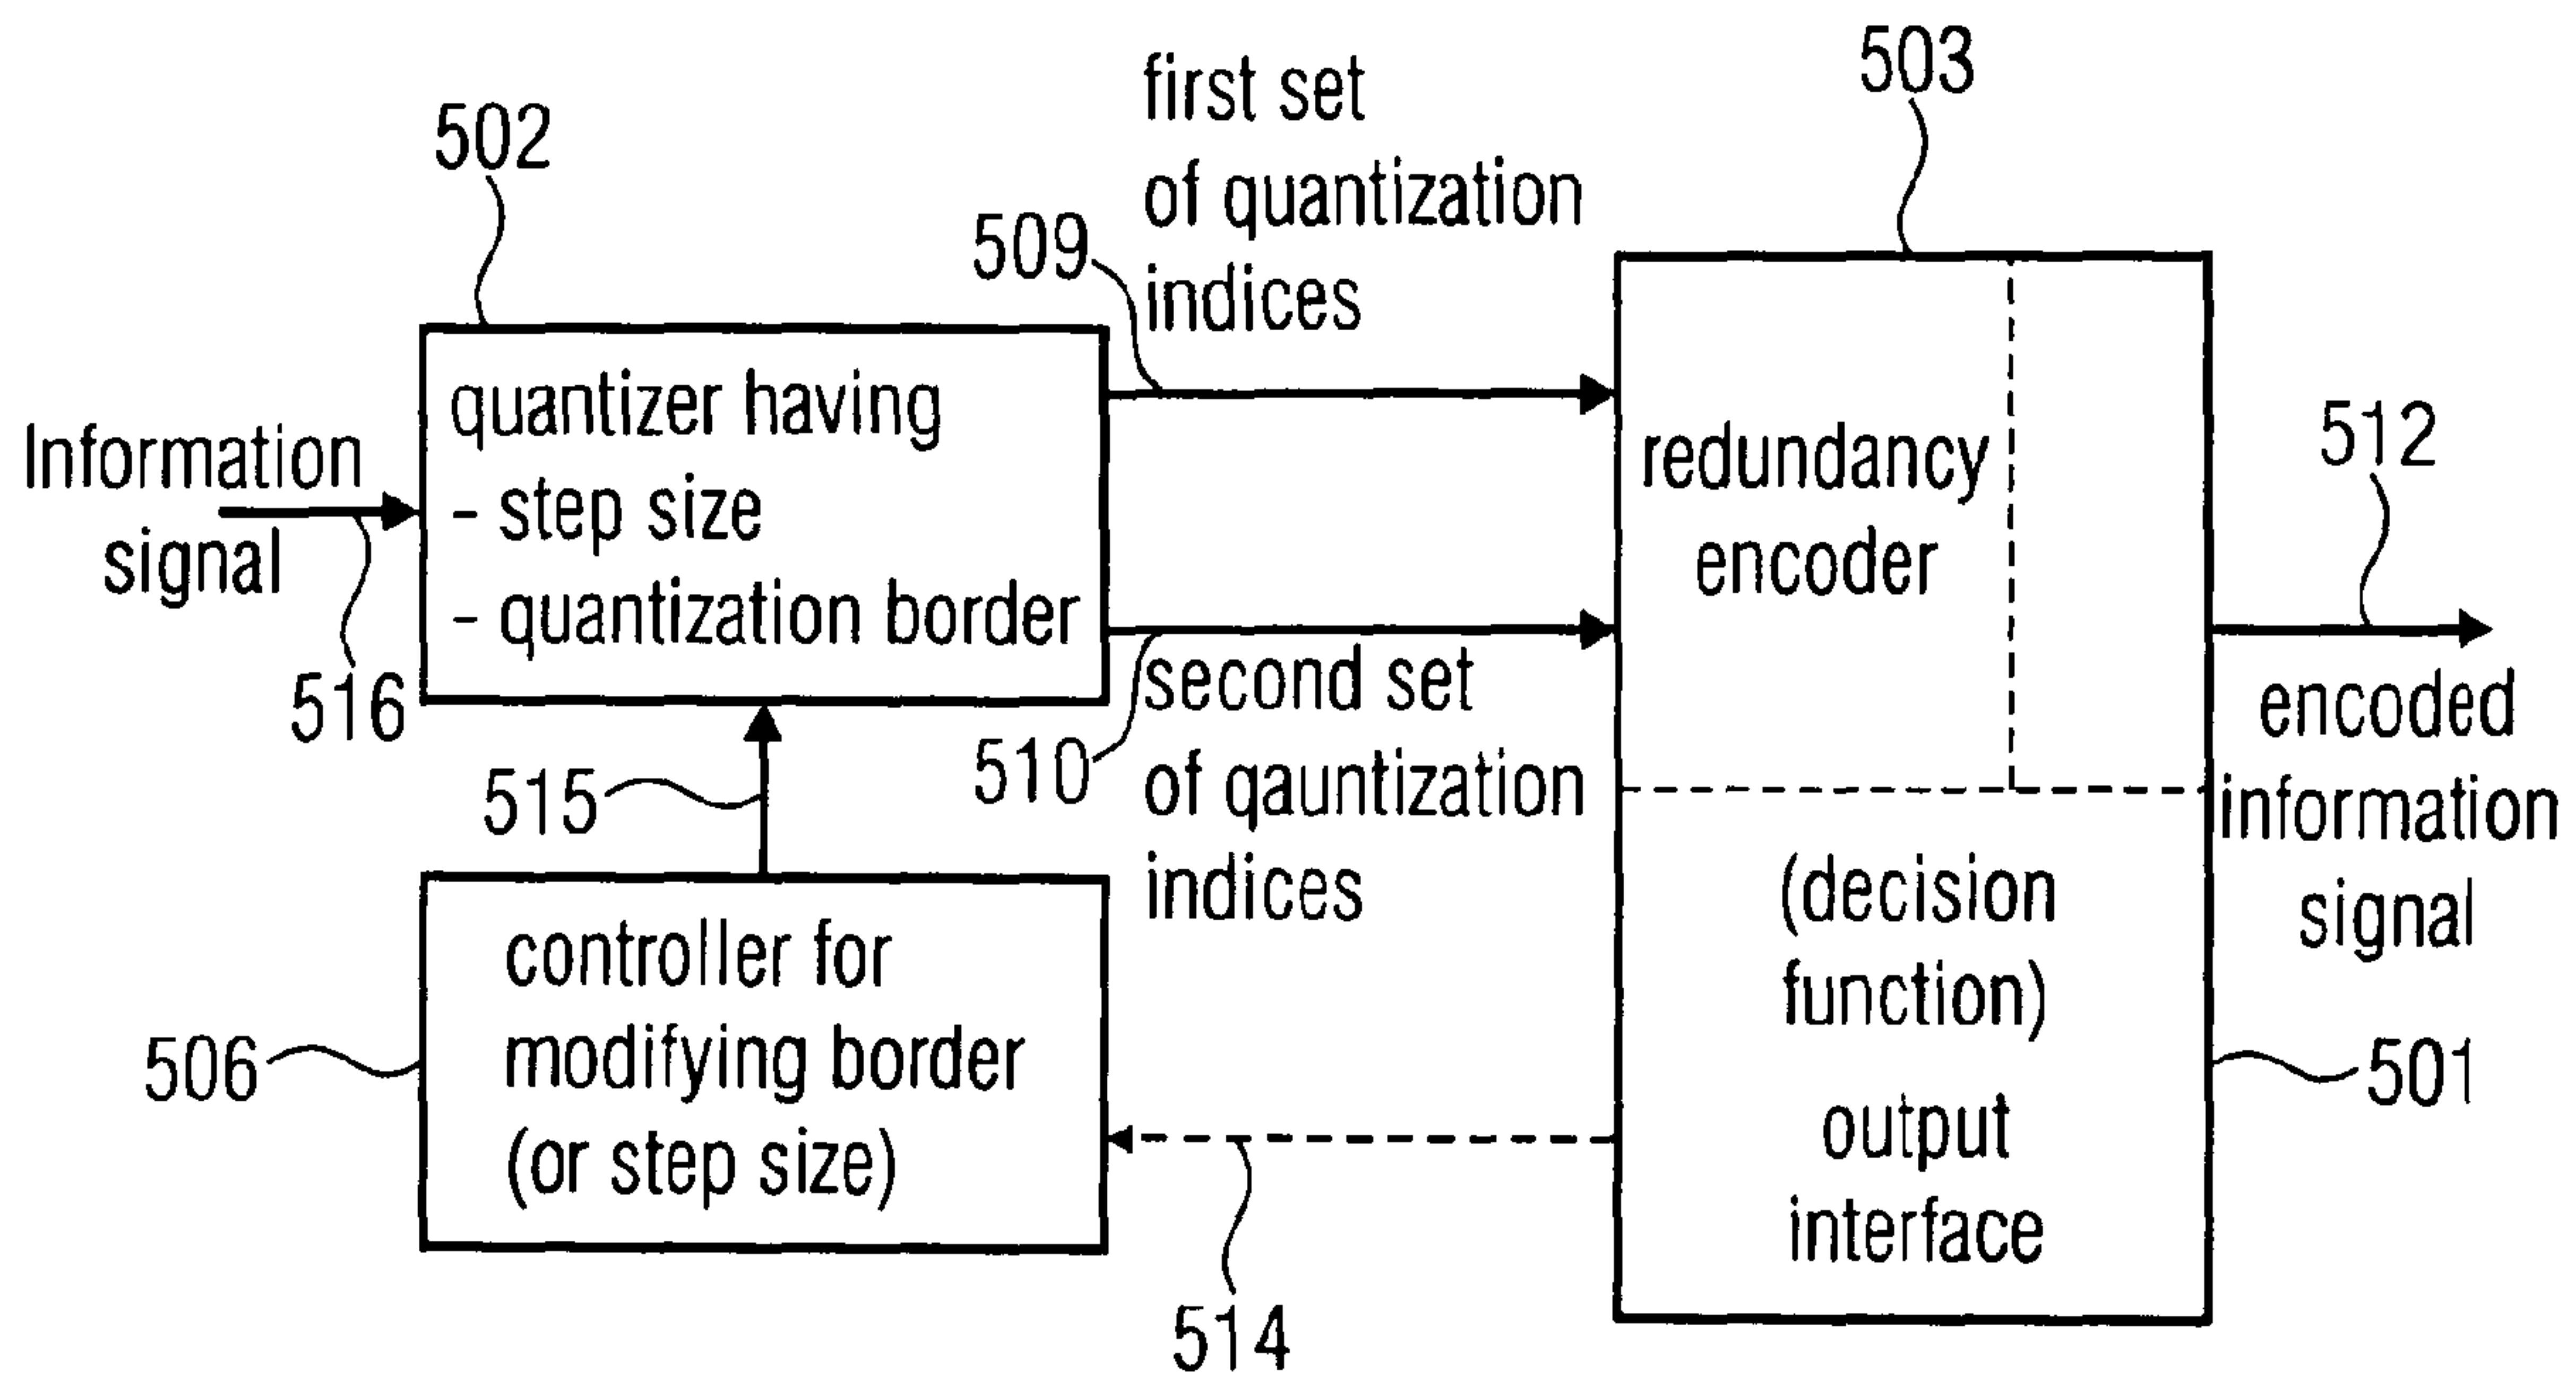 503
first set
502
of quantization
509
indices
quantizer having
Information
512
redundancy
- step size
signal
encoder
- quantization border
second set
516
encoded
510
515
of qauntization
information
indices
(decision
signal
controller for
function)
modifying border
506
501
output
(or step size)
interface
514